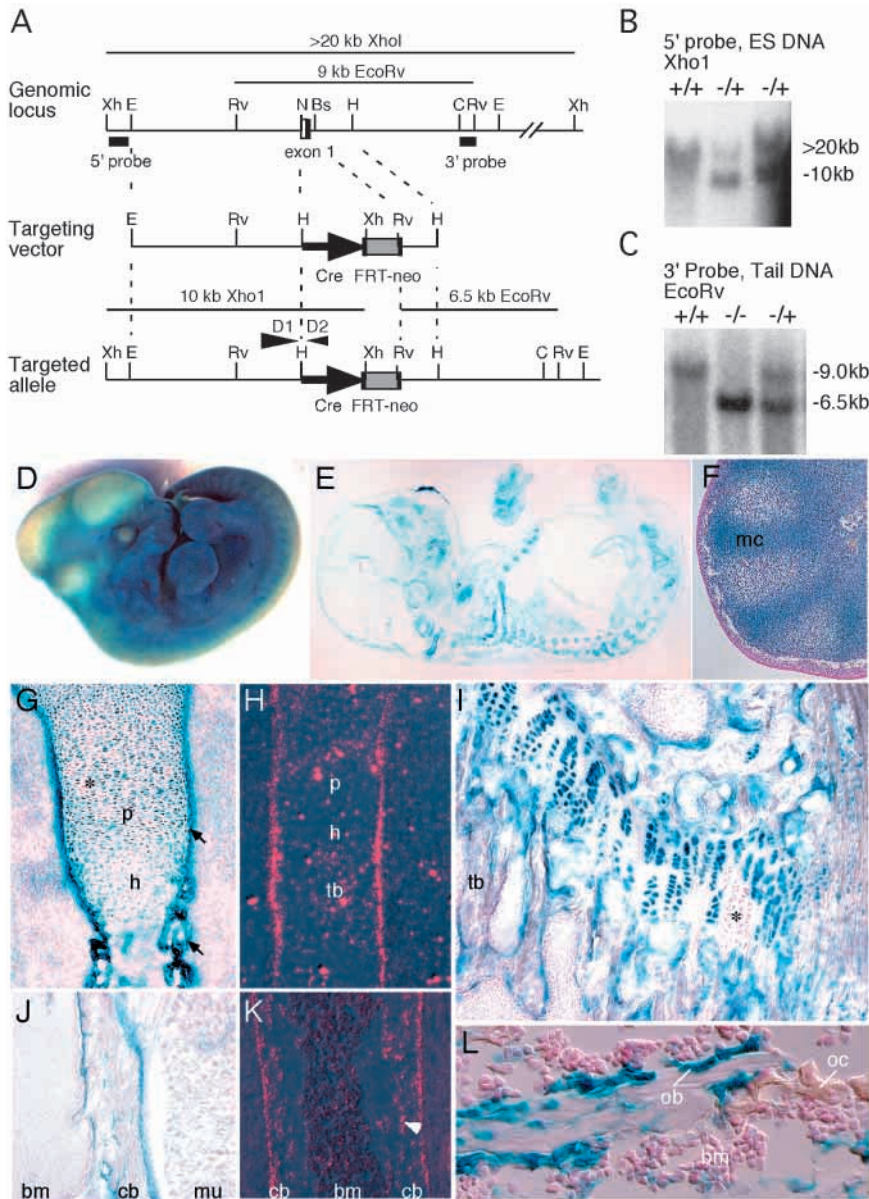 A
>20 kb XhoI
9 kb EcoRv
Genomic locus
Xh E Rv N Bs H C Rv E Xh
5' probe exon 1 3' probe
Targeting vector
E Rv H Xh Rv H
Cre FRT-neo
10 kb Xho1 6.5 kb EcoRv
D1 D2
Targeted allele
Xh E Rv H Xh Rv H C Rv E
Cre FRT-neo
B
5' probe, ES DNA
Xho1
+/+ -/+ -/+
>20kb
-10kb
C
3' Probe, Tail DNA
EcoRv
+/+ -/- -/+
-9.0kb
-6.5kb
D
E
F
mc
G
*
p
h
H
p
h
tb
I
tb
*
J
bm cb mu
K
cb bm cb
L
ob
oc
bm